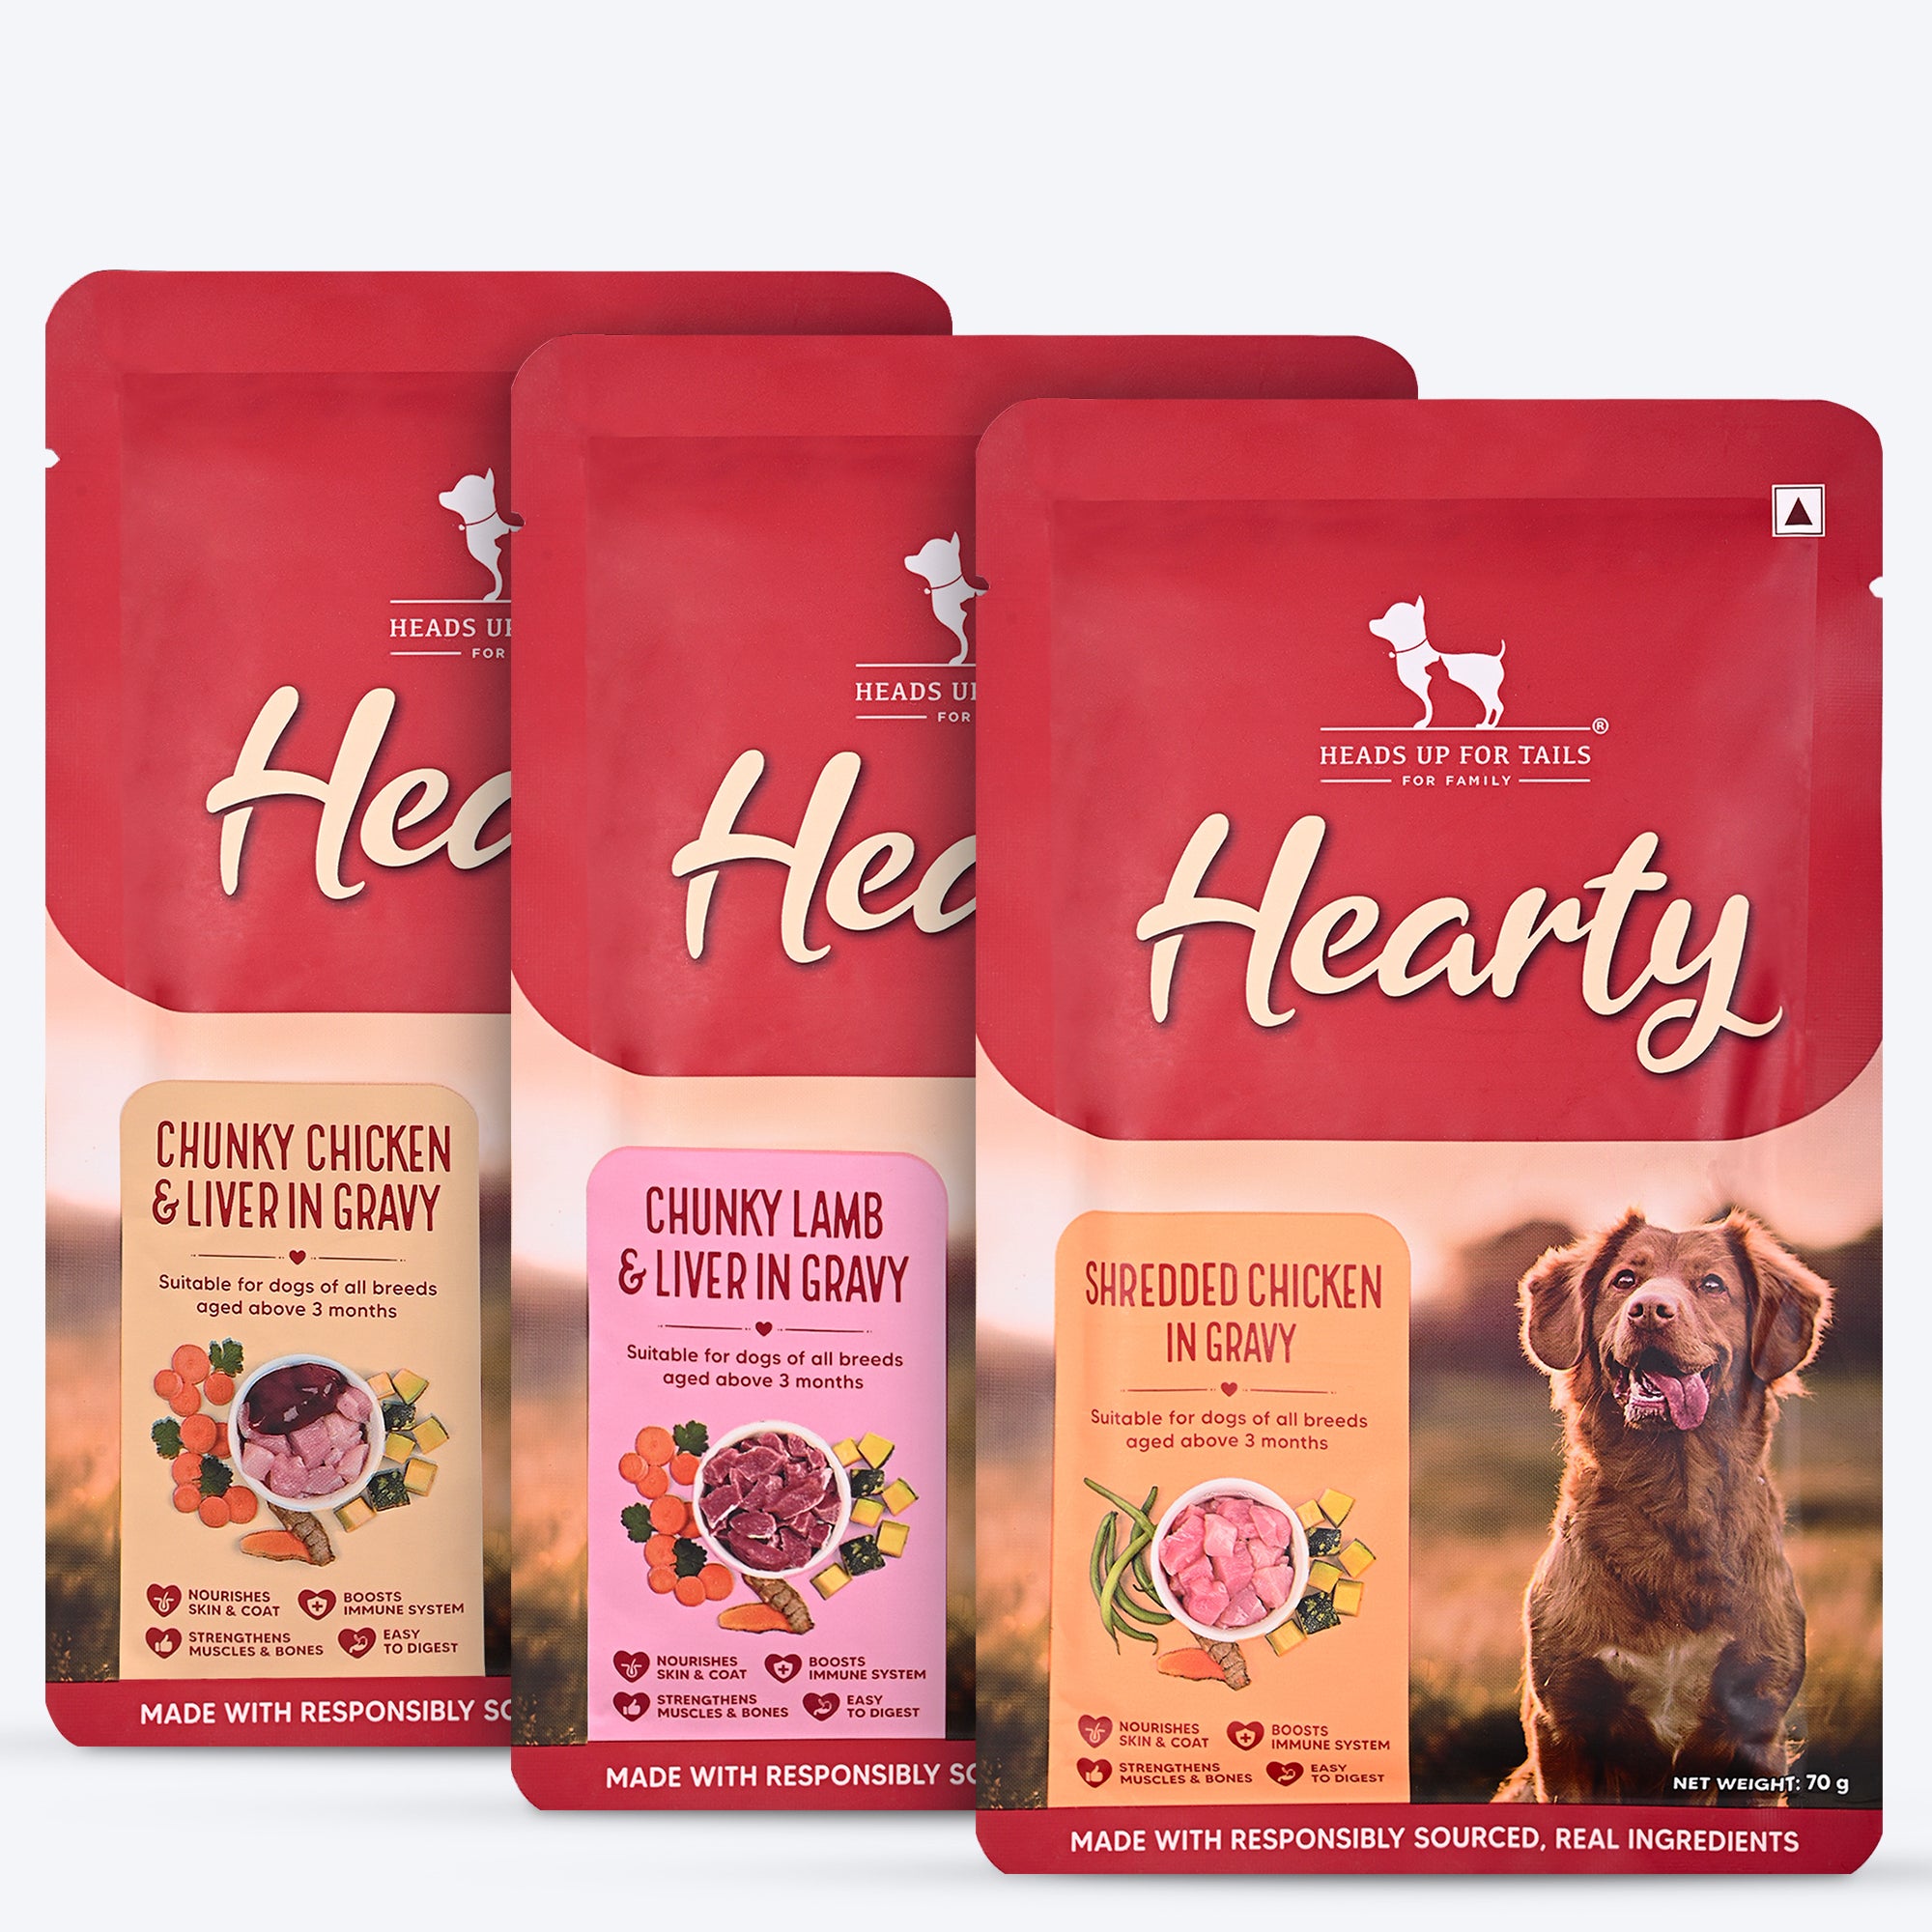 HEADS UP
FOR
Hea
CHUNKY CHICKEN
& LIVER IN GRAVY
Suitable for dogs of all breeds
aged above 3 months
NOURISHES
SKIN & COAT
BOOSTS
IMMUNE SYSTEM
STRENGTHENS
MUSCLES & BONES
EASY
TO DIGEST
MADE WITH RESPONSIBLY
HEADS UP
FOR
Hea
CHUNKY LAMB
& LIVER IN GRAVY
Suitable for dogs of all breeds
aged above 3 months
NOURISHES
SKIN & COAT
BOOSTS
IMMUNE SYSTEM
STRENGTHENS
MUSCLES & BONES
EASY
TO DIGEST
MADE WITH RESPONSIBLY
HEADS UP FOR TAILS®
FOR FAMILY
Hearty
SHREDDED CHICKEN
IN GRAVY
Suitable for dogs of all breeds
aged above 3 months
NOURISHES
SKIN & COAT
BOOSTS
IMMUNE SYSTEM
STRENGTHENS
MUSCLES & BONES
EASY
TO DIGEST
NET WEIGHT: 70 g
MADE WITH RESPONSIBLY SOURCED, REAL INGREDIENTS